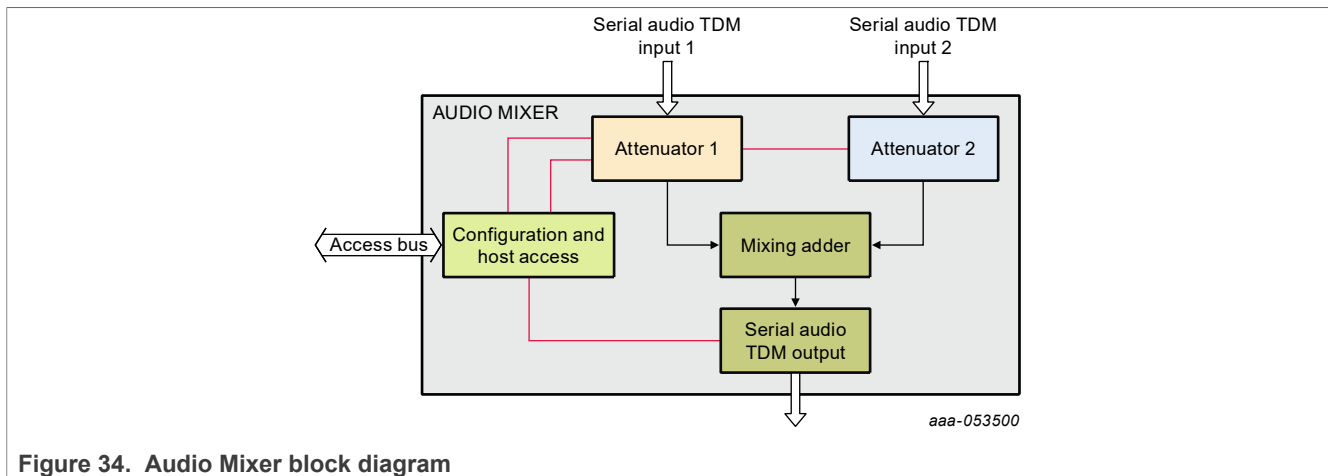 Serial audio TDM
input 1
Serial audio TDM
input 2
AUDIO MIXER
Attenuator 1
Attenuator 2
Access bus
Configuration and
host access
Mixing adder
Serial audio
TDM output
aaa-053500
Figure 34. Audio Mixer block diagram